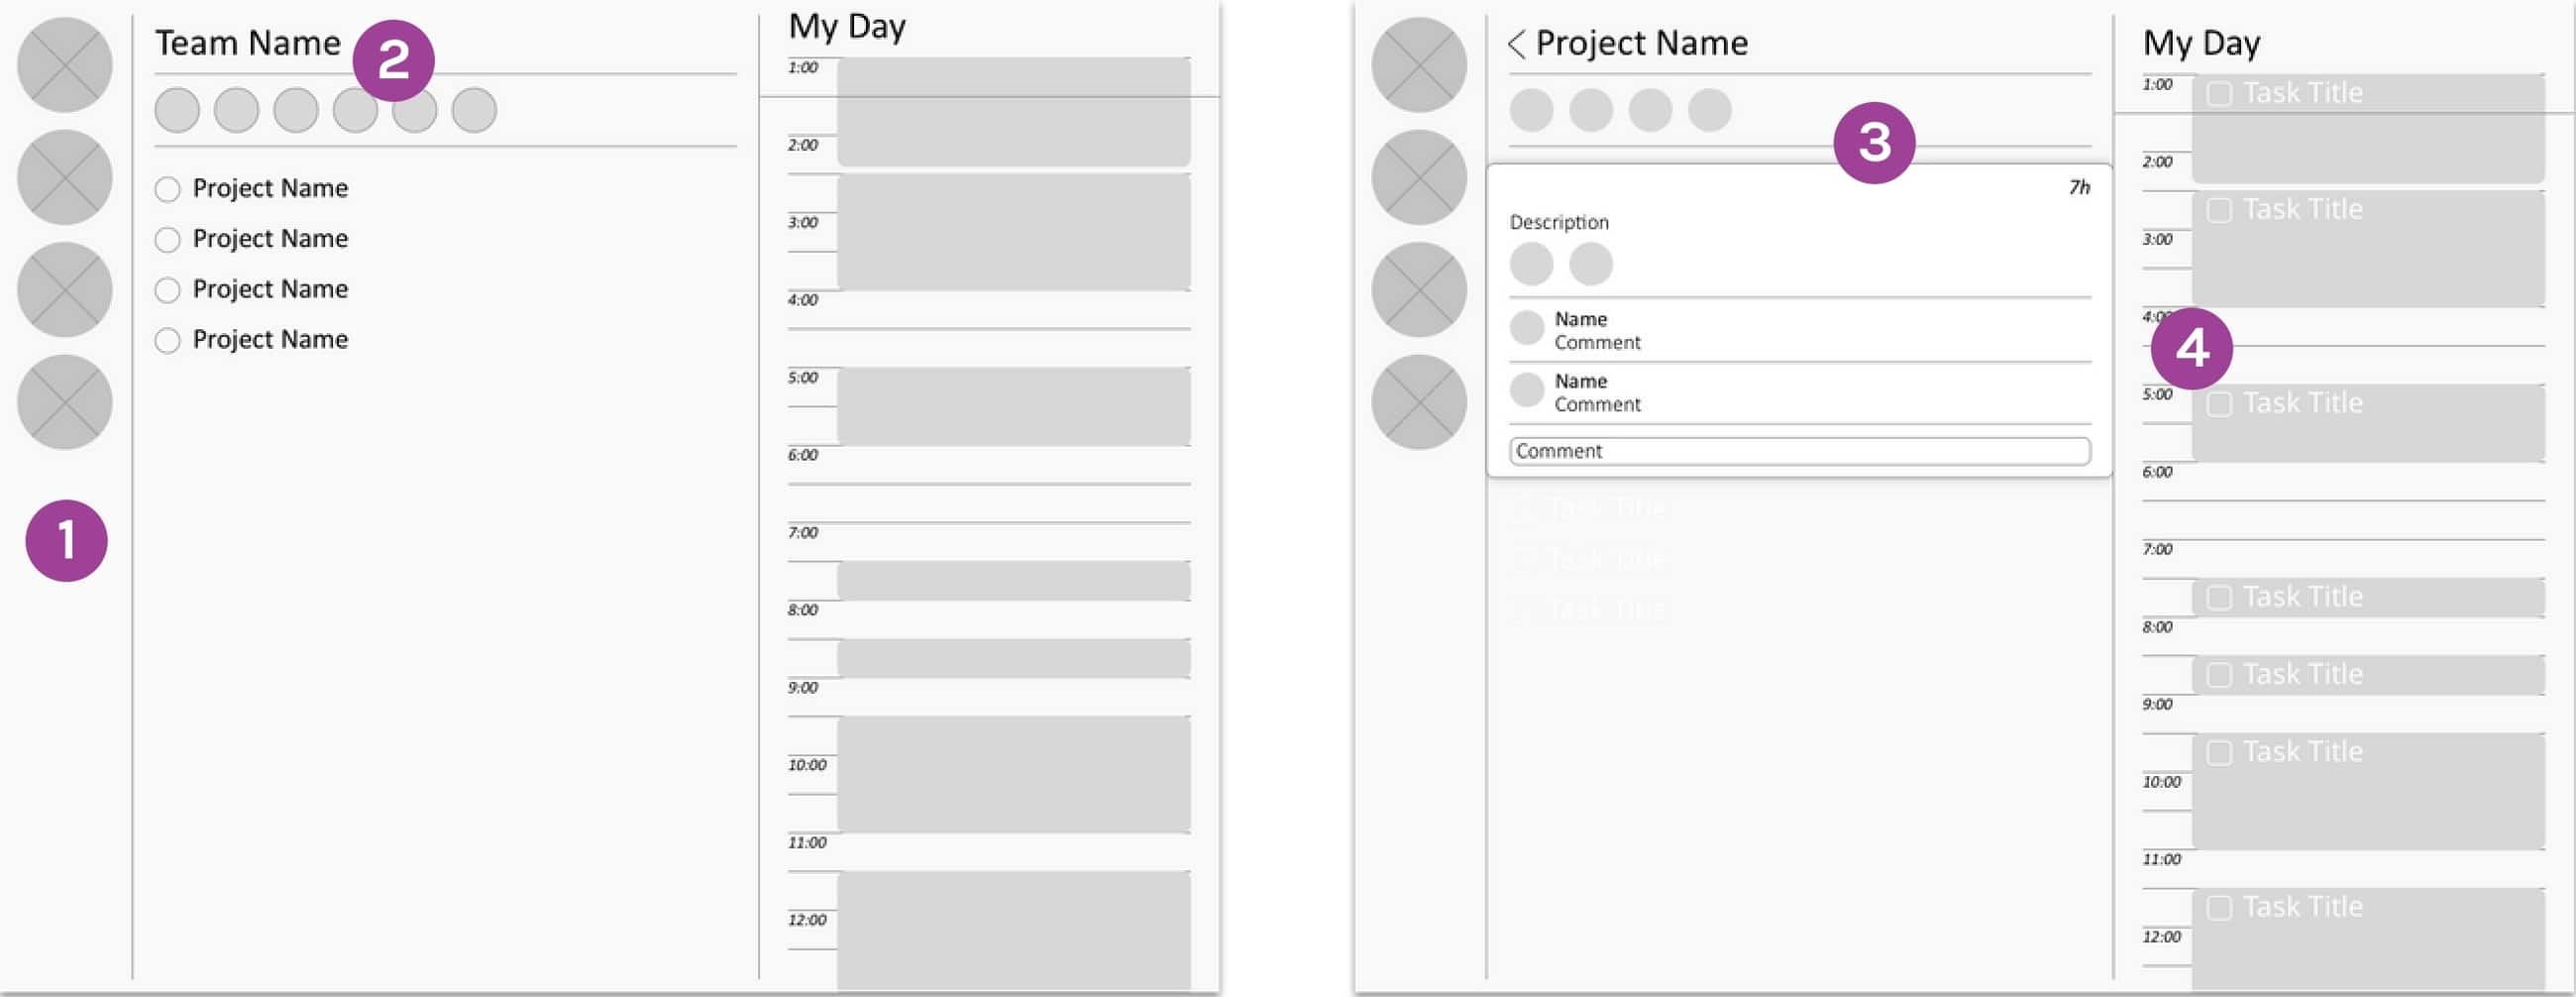 Team Name
2
Project Name
Project Name
Project Name
Project Name
1
My Day
1:00
2:00
3:00
4:00
5:00
6:00
7:00
8:00
9:00
10:00
11:00
12:00
< Project Name
3
7h
Description
Name
Comment
Name
Comment
Comment
Task Title
Task Title
Task Title
My Day
1:00
Task Title
2:00
Task Title
3:00
4:00
4
5:00
Task Title
6:00
7:00
Task Title
8:00
Task Title
9:00
Task Title
10:00
11:00
Task Title
12:00